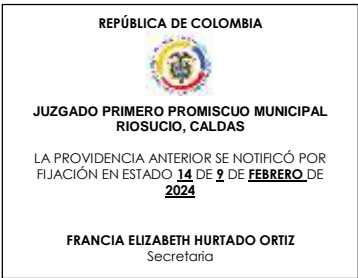 REPÚBLICA DE COLOMBIA
JUZGADO PRIMERO PROMISCUO MUNICIPAL
RIOSUCIO, CALDAS
LA PROVIDENCIA ANTERIOR SE NOTIFICÓ POR
FIJACIÓN EN ESTADO 14 DE 9 DE FEBRERO DE
2024
FRANCIA ELIZABETH HURTADO ORTIZ
Secretaria